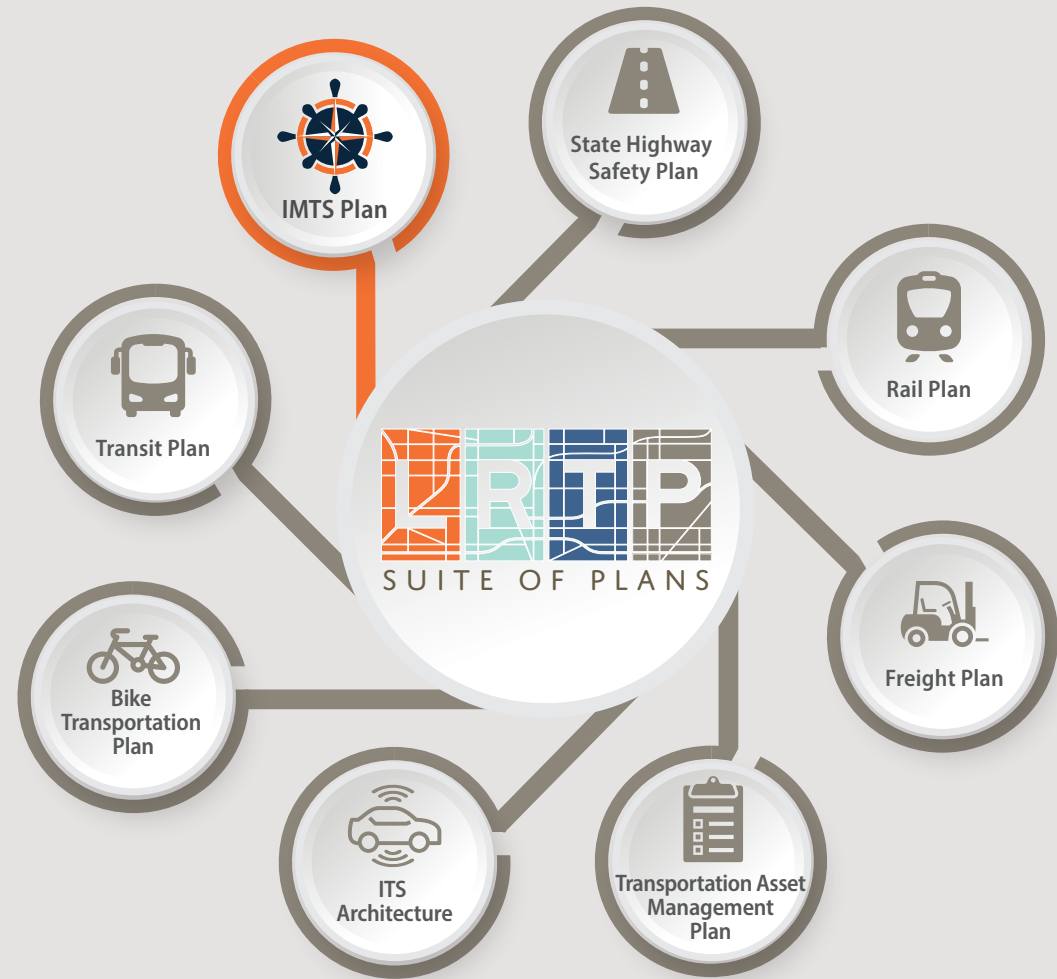 IMTS Plan
State Highway
Safety Plan
Rail Plan
Transit Plan
LRTP
SUITE OF PLANS
Freight Plan
Bike
Transportation
Plan
ITS
Architecture
Transportation Asset
Management
Plan